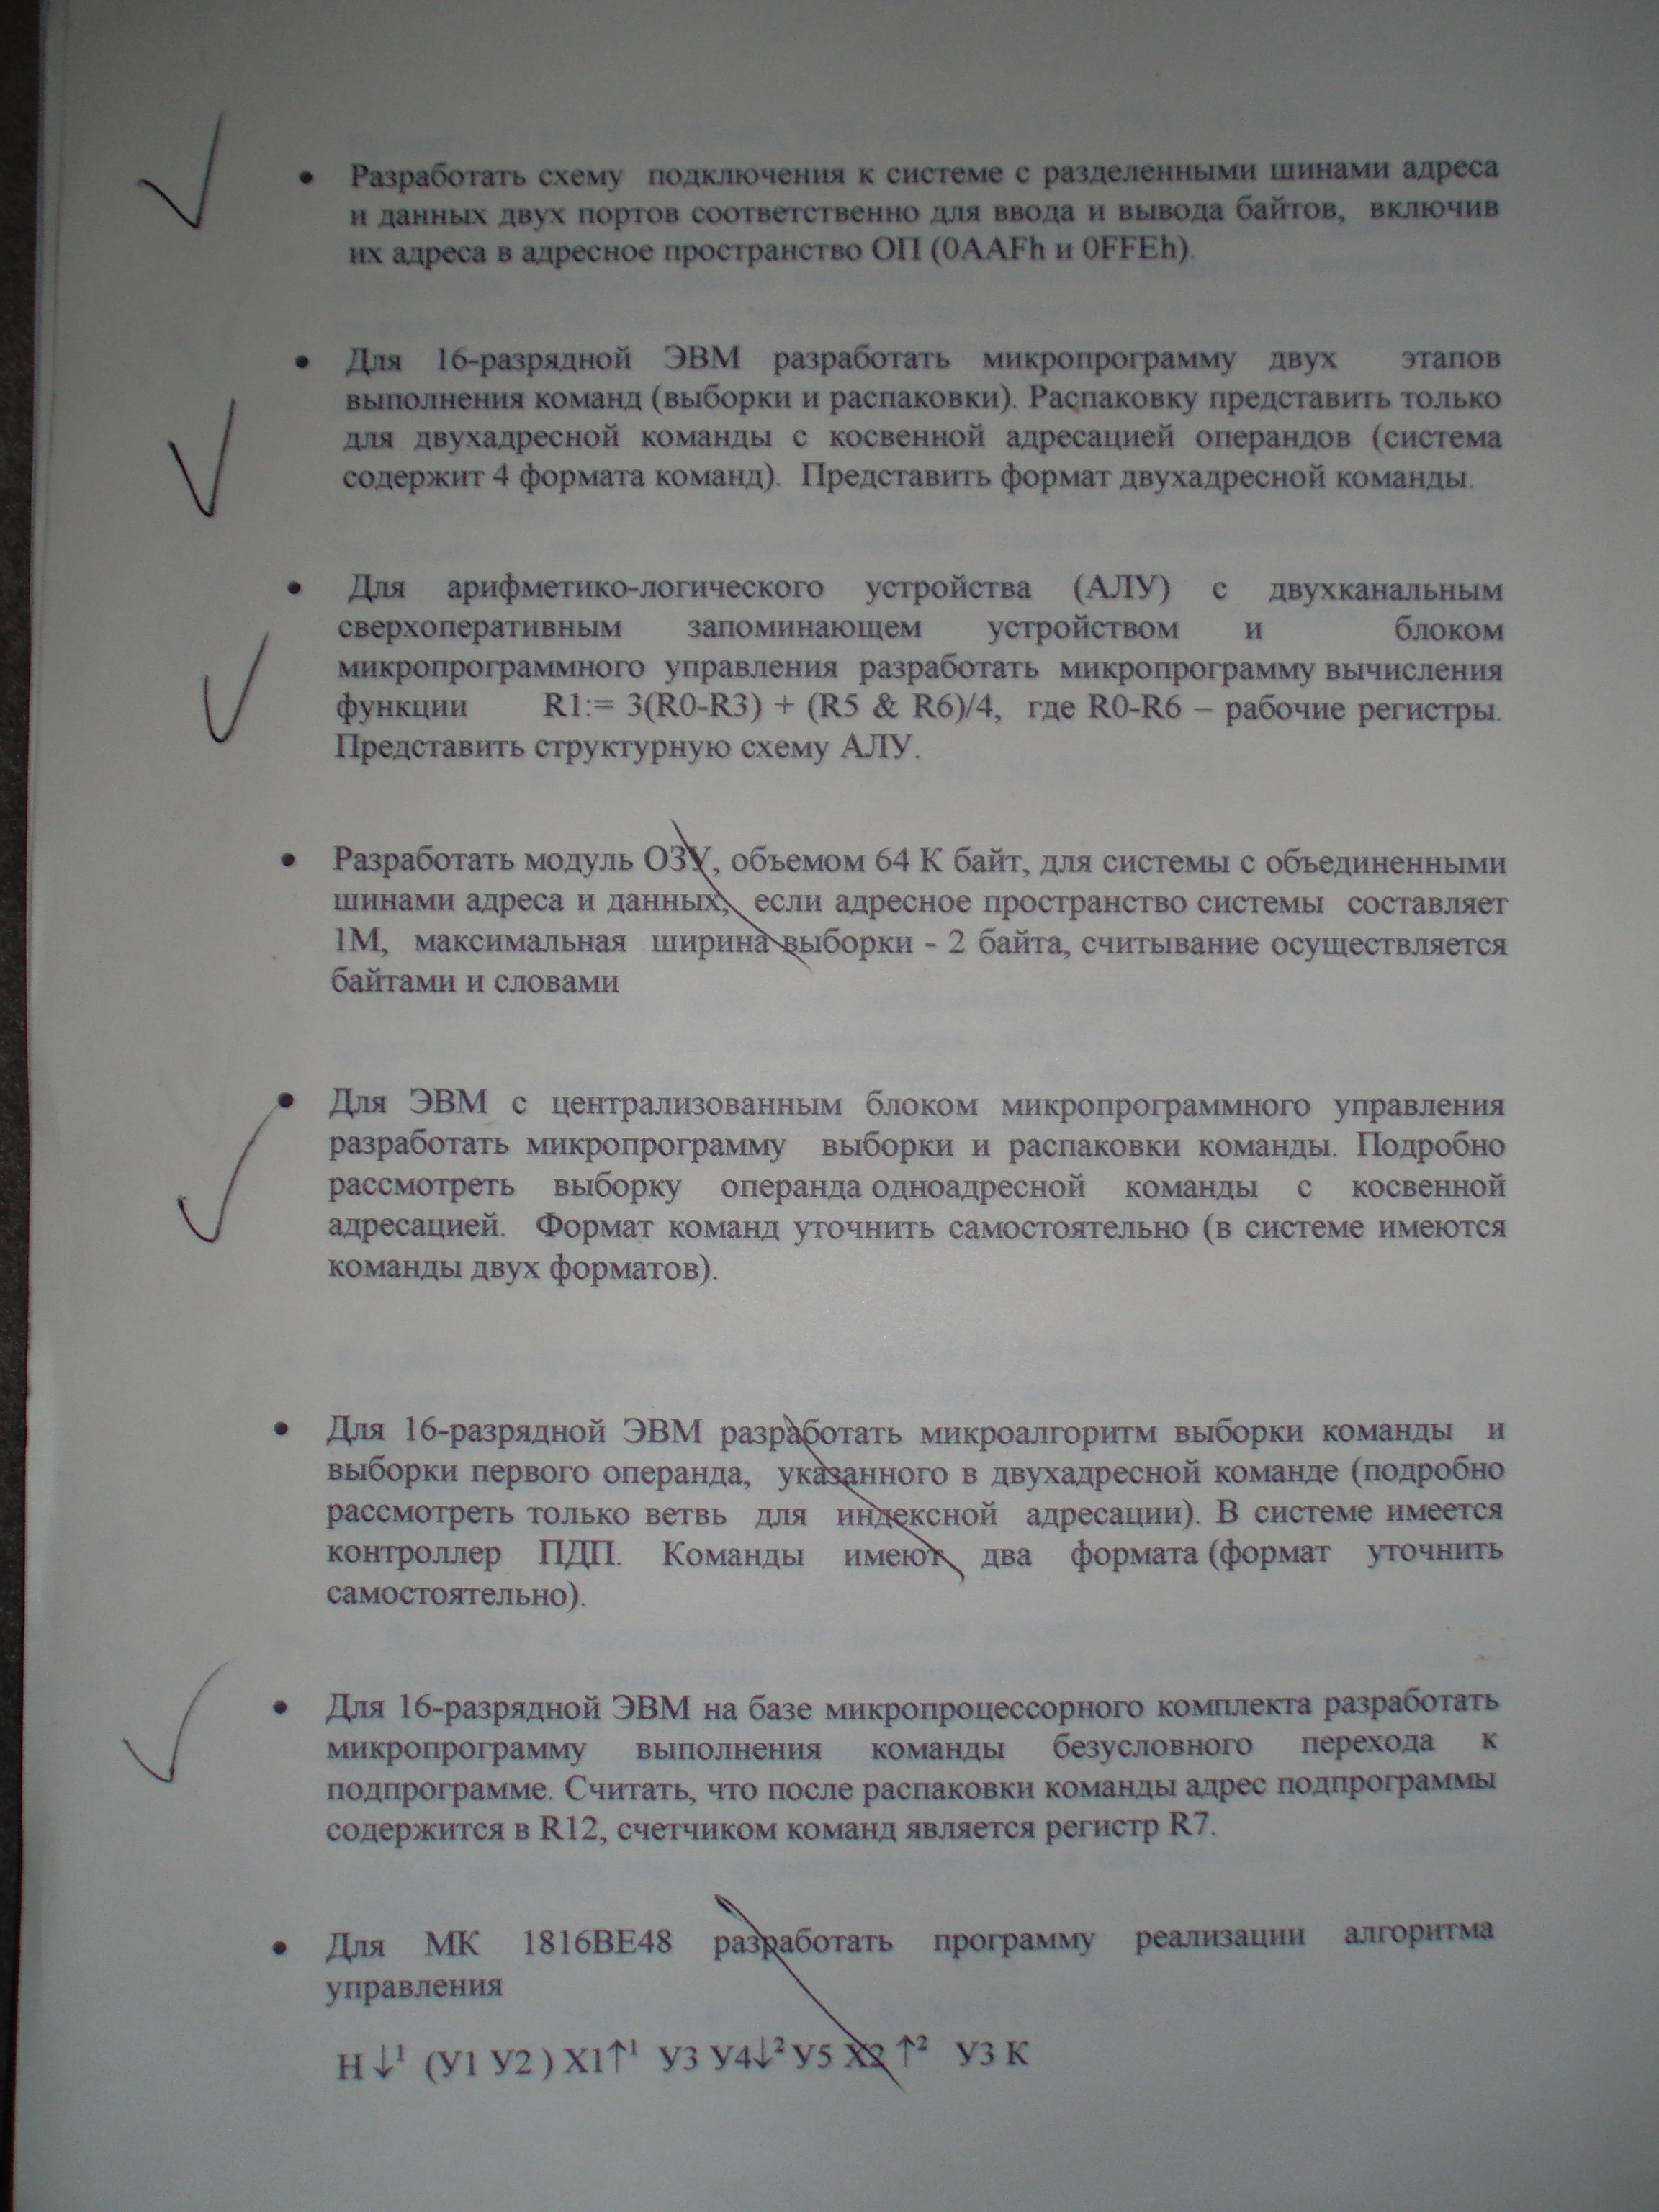 • Разработать схему подключения к системе с разделенными шинами адреса
и данных двух портов соответственно для ввода и вывода байтов, включив
их адреса в адресное пространство ОП (0AAFh и 0FFEh).
• Для 16-разрядной ЭВМ разработать микропрограмму двух этапов
выполнения команд (выборки и распаковки). Распаковку представить только
для двухадресной команды с косвенной адресацией операндов (система
содержит 4 формата команд). Представить формат двухадресной команды.
• Для арифметико-логического устройства (АЛУ) с двухканальным
сверхоперативным запоминающем устройством и блоком
микропрограммного управления разработать микропрограмму вычисления
функции R1:= 3(R0-R3) + (R5 & R6)/4, где R0-R6 – рабочие регистры.
Представить структурную схему АЛУ.
• Разработать модуль ОЗУ, объемом 64 К байт, для системы с объединенными
шинами адреса и данных, если адресное пространство системы составляет
1М, максимальная ширина выборки - 2 байта, считывание осуществляется
байтами и словами
• Для ЭВМ с централизованным блоком микропрограммного управления
разработать микропрограмму выборки и распаковки команды. Подробно
рассмотреть выборку операнда одноадресной команды с косвенной
адресацией. Формат команд уточнить самостоятельно (в системе имеются
команды двух форматов).
• Для 16-разрядной ЭВМ разработать микроалгоритм выборки команды и
выборки первого операнда, указанного в двухадресной команде (подробно
рассмотреть только ветвь для индексной адресации). В системе имеется
контроллер ПДП. Команды имеют два формата (формат уточнить
самостоятельно).
• Для 16-разрядной ЭВМ на базе микропроцессорного комплекта разработать
микропрограмму выполнения команды безусловного перехода к
подпрограмме. Считать, что после распаковки команды адрес подпрограммы
содержится в R12, счетчиком команд является регистр R7.
• Для МК 1816ВЕ48 разработать программу реализации алгоритма
управления
Н ↓¹ (У1 У2 ) Х1↑¹ У3 У4↓² У5 Х2 ↑² У3 К